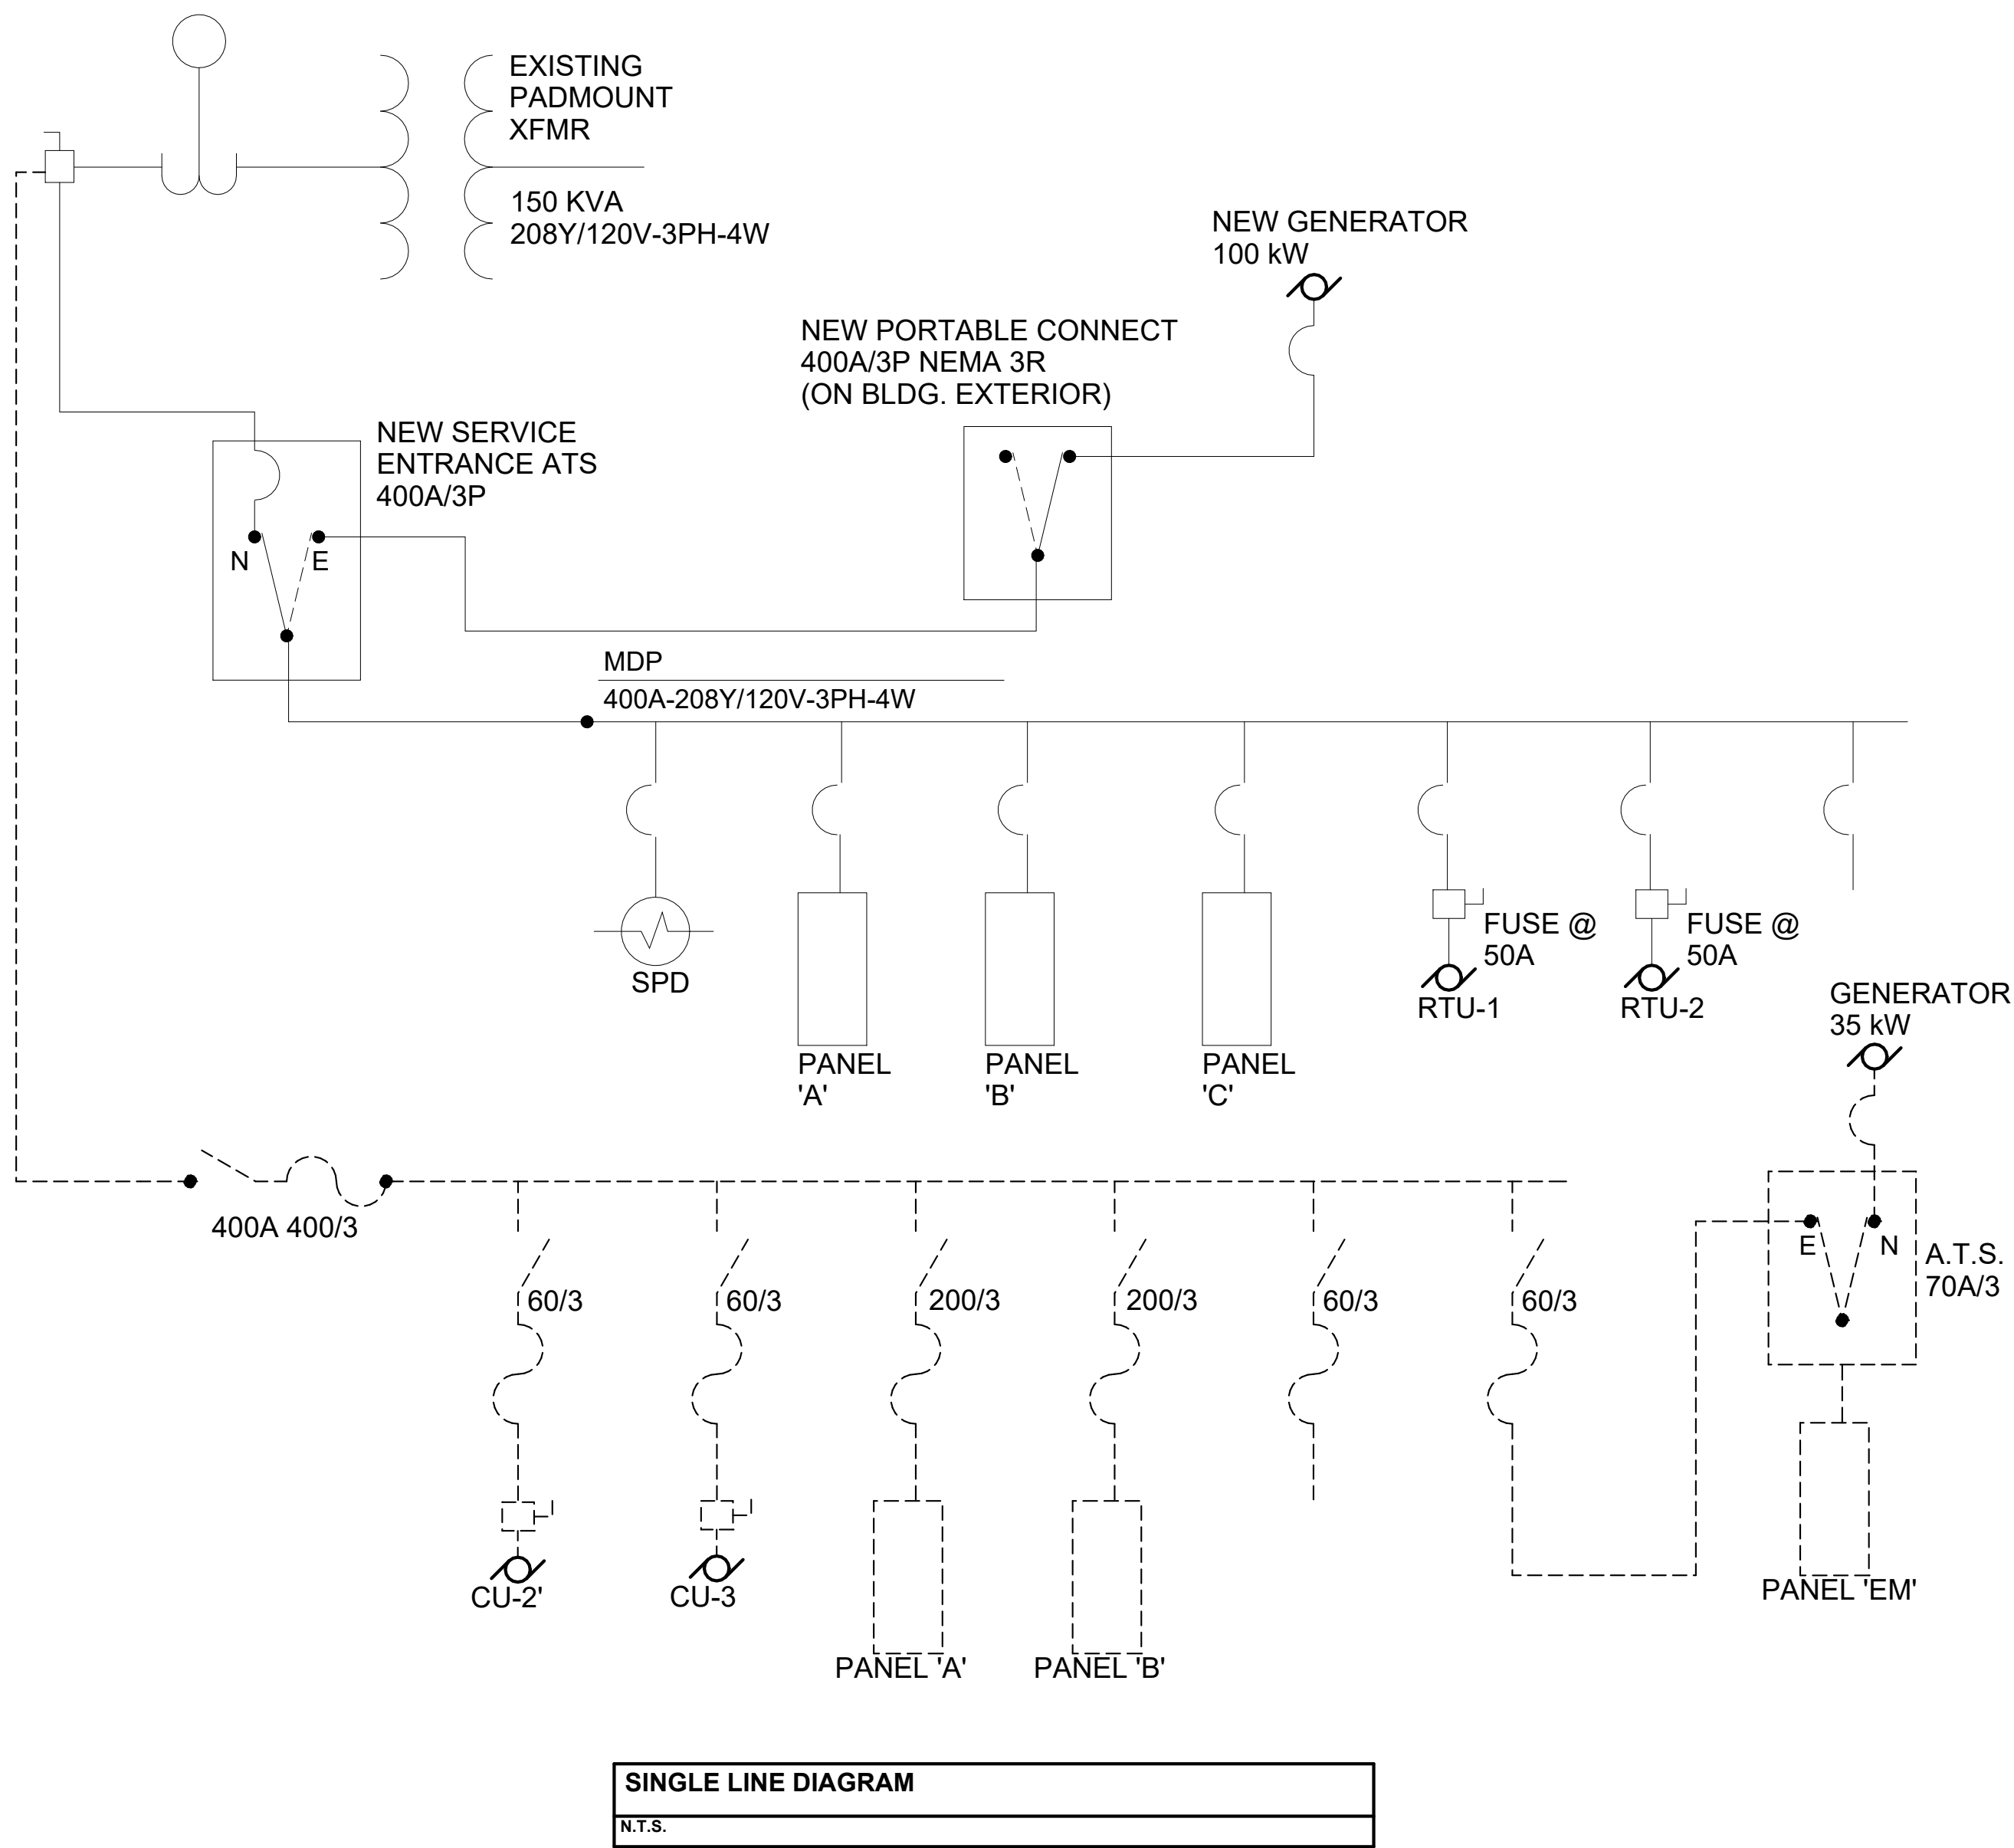 EXISTING
PADMOUNT
XFMR
150 KVA
208Y/120V-3PH-4W
NEW GENERATOR
100 kW
NEW PORTABLE CONNECT
400A/3P NEMA 3R
(ON BLDG. EXTERIOR)
NEW SERVICE
ENTRANCE ATS
400A/3P
N
E
MDP
400A-208Y/120V-3PH-4W
SPD
PANEL
'A'
PANEL
'B'
PANEL
'C'
FUSE @
50A
RTU-1
FUSE @
50A
RTU-2
GENERATOR
35 kW
400A 400/3
60/3
60/3
200/3
200/3
60/3
60/3
E
N
A.T.S.
70A/3
CU-2'
CU-3
PANEL 'A'
PANEL 'B'
PANEL 'EM'
SINGLE LINE DIAGRAM
N.T.S.